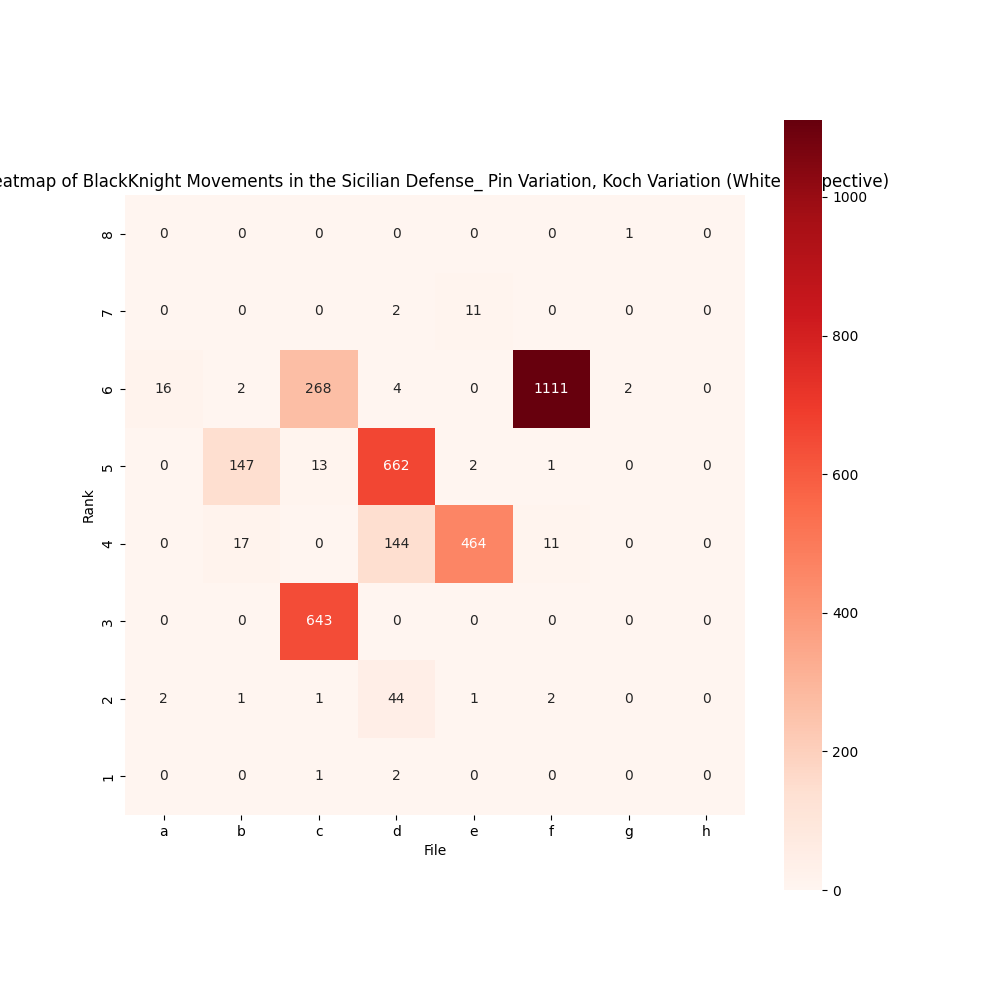 eatmap of BlackKnight Movements in the Sicilian Defense_ Pin Variation, Koch Variation (White pective)
8 0 0 0 0 0 0 1 0
7 0 0 0 2 11 0 0 0
6 16 2 268 4 0 1111 2 0
5 0 147 13 662 2 1 0 0
4 0 17 0 144 464 11 0 0
3 0 0 643 0 0 0 0 0
2 2 1 1 44 1 2 0 0
1 0 0 1 2 0 0 0 0
a b c d e f g h
File
Rank
1000
800
600
400
200
0